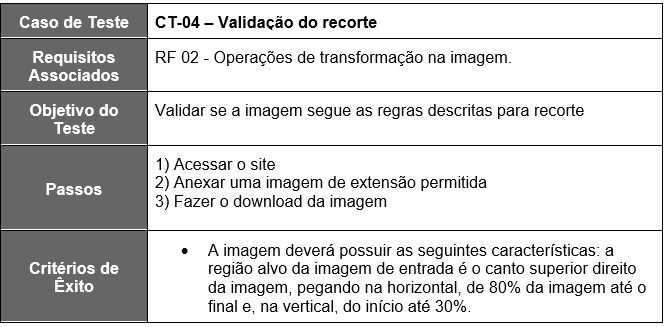 Caso de Teste
CT-04 – Validação do recorte
Requisitos
Associados
RF 02 - Operações de transformação na imagem.
Objetivo do
Teste
Validar se a imagem segue as regras descritas para recorte
Passos
1) Acessar o site
2) Anexar uma imagem de extensão permitida
3) Fazer o download da imagem
Critérios de
Êxito
• A imagem deverá possuir as seguintes características: a
região alvo da imagem de entrada é o canto superior direito
da imagem, pegando na horizontal, de 80% da imagem até o
final e, na vertical, do início até 30%.